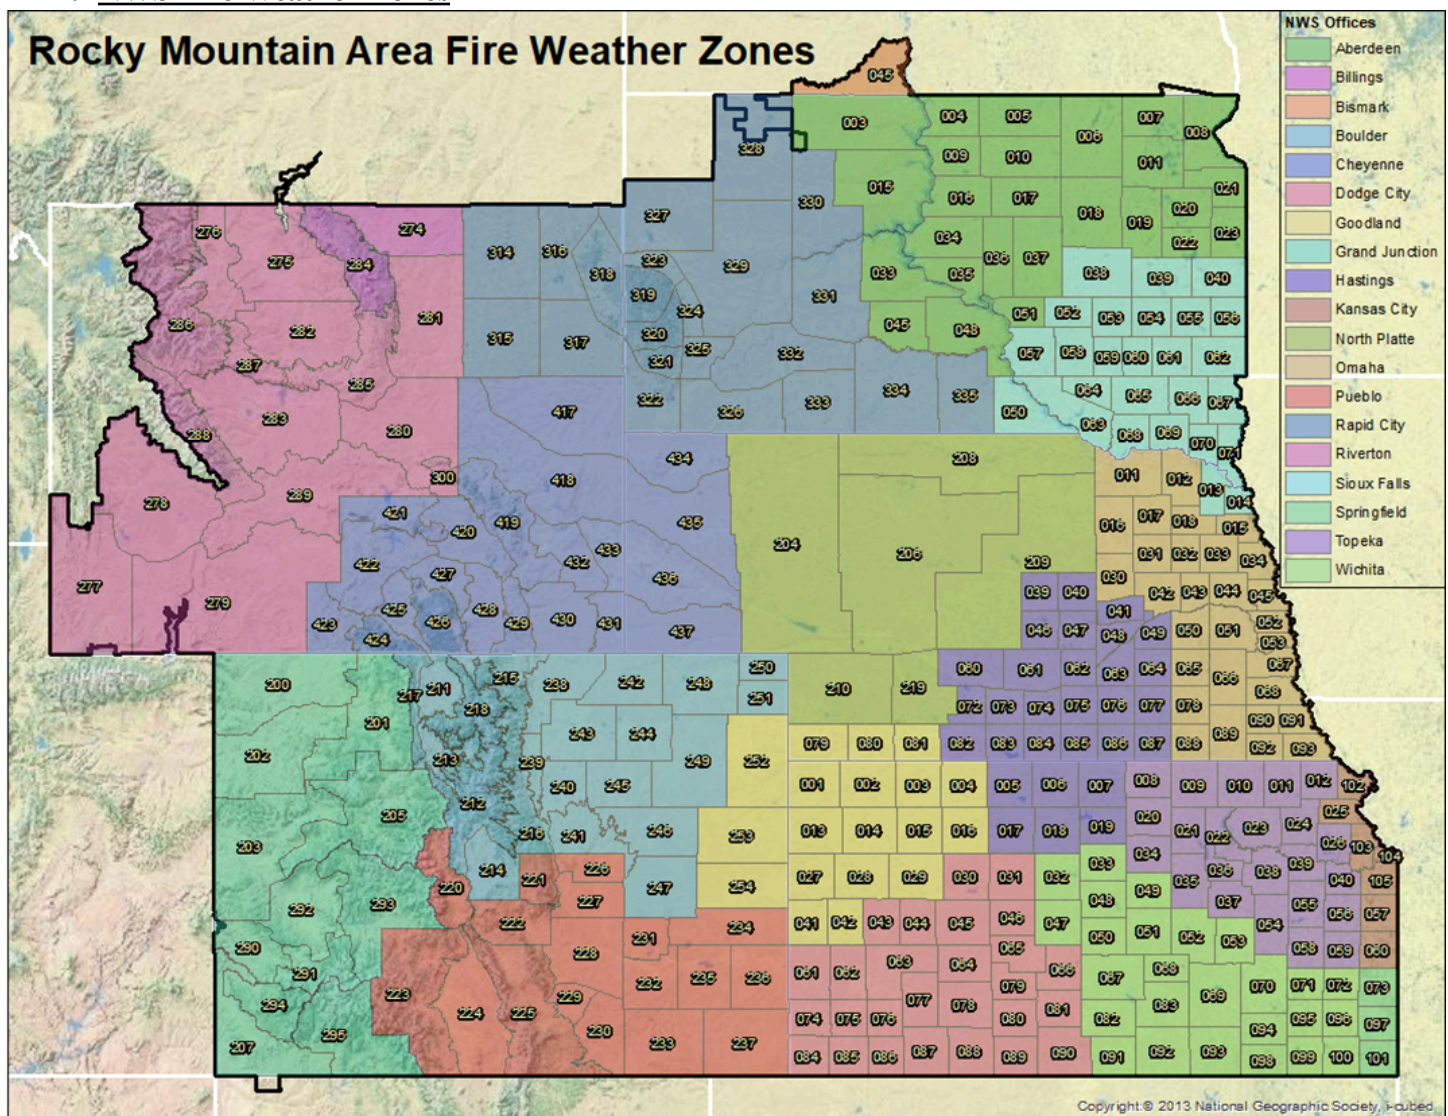 Rocky Mountain Area Fire Weather Zones
NWS Offices
Aberdeen
Billings
Bismark
Boulder
Cheyenne
Dodge City
Goodland
Grand Junction
Hastings
Kansas City
North Platte
Omaha
Pueblo
Rapid City
Riverton
Sioux Falls
Springfield
Topeka
Wichita
045
003 004 005 006 007 008
328 009 010 011
015 016 017 018 019 020 021
276 274 327 330 022 023
275 284 314 316 318 323 329 034 036 037
033 035 038 039 040
286 282 281 319 324 331 045 048 051 052 053 054 055 056
287 315 317 320 321 325 332 057 058 059 060 061 062
285 322 326 333 334 335 064 065 066 067
288 283 280 417 050 063 068 069 070 071
434 208 011 012 013 014
278 289 300 418 421 420 419 435 016 017 018 015
204 206 209 031 032 033 034
422 427 432 433 436 030 042 043 044 045
277 279 423 425 424 426 428 429 430 431 437
039 040 041 046 047 048 049 050 051 052 053
200 217 211 215 238 242 248 250 251
210 219 060 061 062 063 064 065 066 067 068
201 218 243 244 072 073 074 075 076 077 078 090 091
202 213 239 249 252 079 080 081 082 083 084 085 086 087 088 089 092 093
212 240 245 001 002 003 004 005 006 007 008 009 010 011 012 102
205 203 216 241 246 253 013 014 015 016 017 018 019 020 021 022 023 024 025
026 103 104
220 214 221 226 247 254 027 028 029 030 031 032 033 034 035 036 038 039 040 105
292 293 222 227 234 041 042 043 044 045 046 047 048 049 037 055 056 057
290 291 228 231 050 051 052 053 054 058 059 060
223 224 225 229 232 235 236 061 062 063 064 065 066 067 068 069 070 071 072 073
294 295 230 074 075 076 077 078 079 080 081 082 083 094 095 096 097
207 233 237 084 085 086 087 088 089 090 091 092 093 098 099 100 101
Copyright:© 2013 National Geographic Society, i-cubed